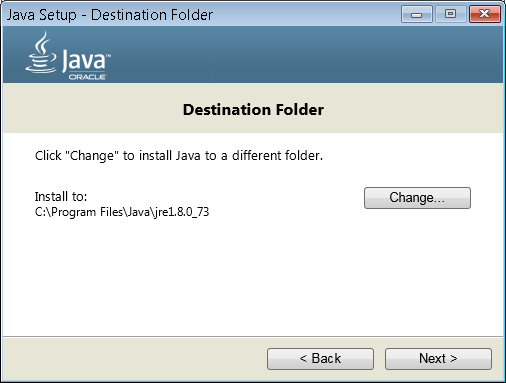 Java Setup - Destination Folder
Java™
ORACLE
Destination Folder
Click "Change" to install Java to a different folder.
Install to:
Change...
C:\Program Files\Java\jre1.8.0_73
< Back
Next >